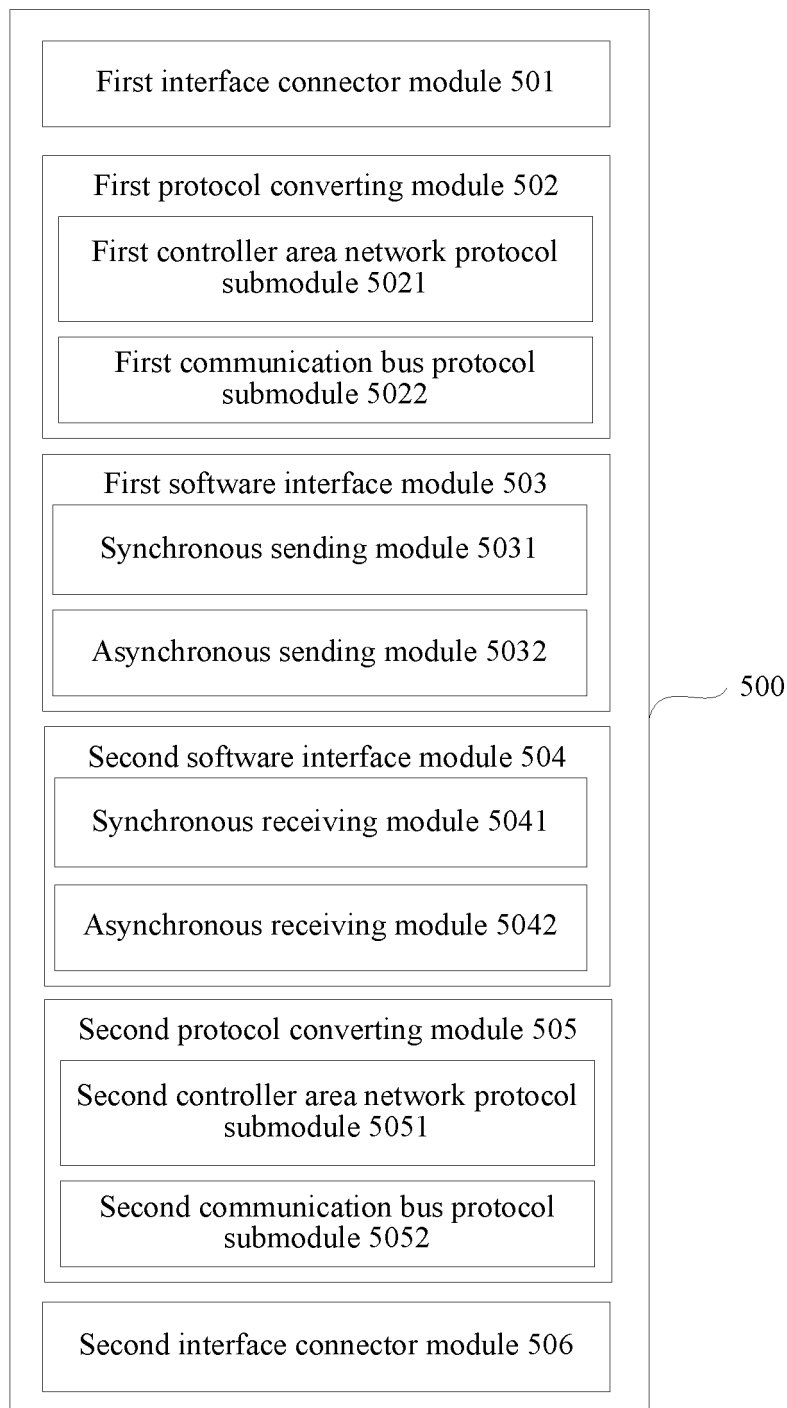 First interface connector module 501
First protocol converting module 502
First controller area network protocol
submodule 5021
First communication bus protocol
submodule 5022
First software interface module 503
Synchronous sending module 5031
Asynchronous sending module 5032
500
Second software interface module 504
Synchronous receiving module 5041
Asynchronous receiving module 5042
Second protocol converting module 505
Second controller area network protocol
submodule 5051
Second communication bus protocol
submodule 5052
Second interface connector module 506